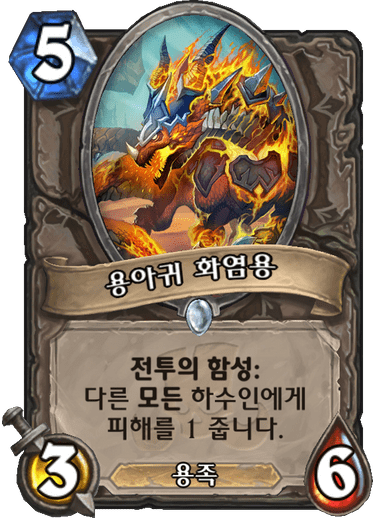 5
용아귀 화염용
전투의 함성:
다른 모든 하수인에게
피해를 1 줍니다.
3
용족
6